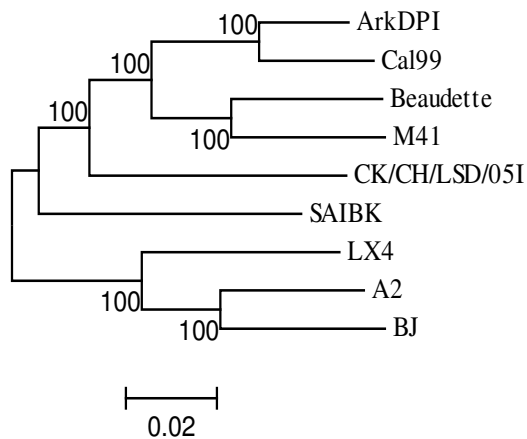 100 ArkDPI
100 Cal99
100 Beaudette
100 M41
CK/CH/LSD/05I
SAIBK
LX4
100 A2
100 BJ
0.02